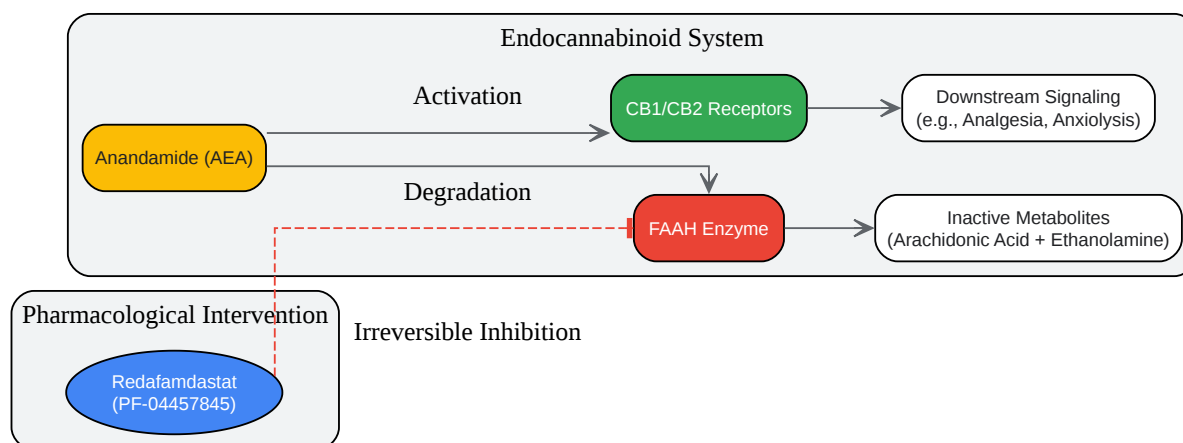 Endocannabinoid System
Activation
CB1/CB2 Receptors
Downstream Signaling
(e.g., Analgesia, Anxiolysis)
Anandamide (AEA)
Degradation
FAAH Enzyme
Inactive Metabolites
(Arachidonic Acid + Ethanolamine)
Pharmacological Intervention
Irreversible Inhibition
Redafamdastat
(PF-04457845)